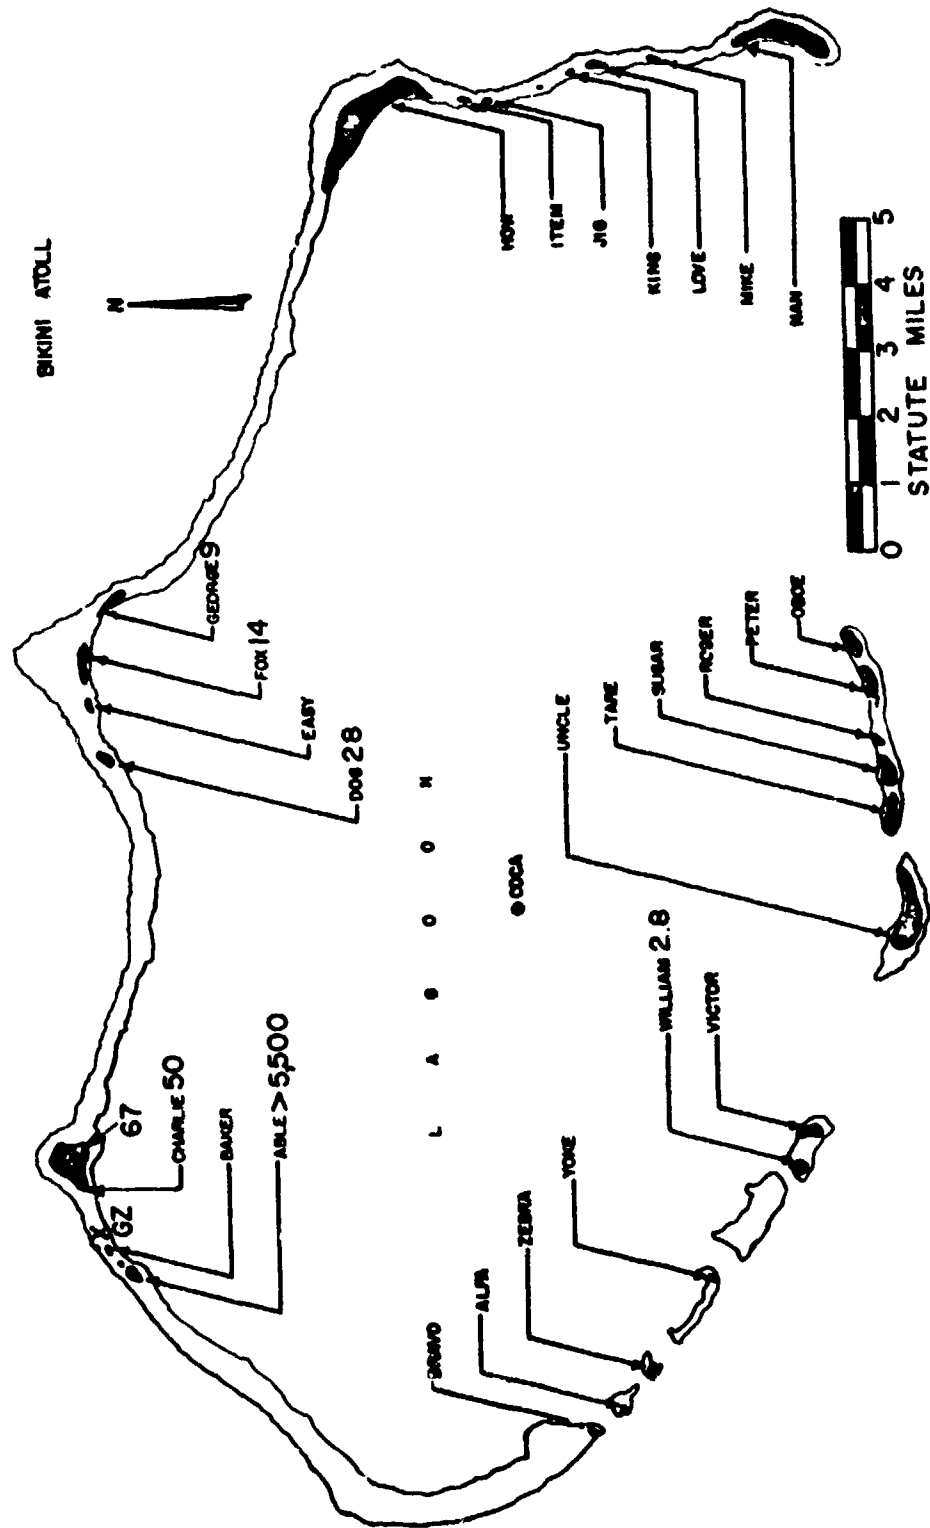 BIKINI ATOLL
N
67
CHARLIE 50
BAKER
ABLE > 5,500
GZ
GEORGE 9
FOX 14
EASY
DOG 28
HOW
ITEM
JIG
KING
LOVE
MIKE
NAN
LAGOON
COCA
BRAVO
ALFA
ZEBRA
YOKE
WILLIAM 2.8
VICTOR
UNCLE
TARE
SUGAR
ROGER
PETER
OBOE
0 1 2 3 4 5
STATUTE MILES